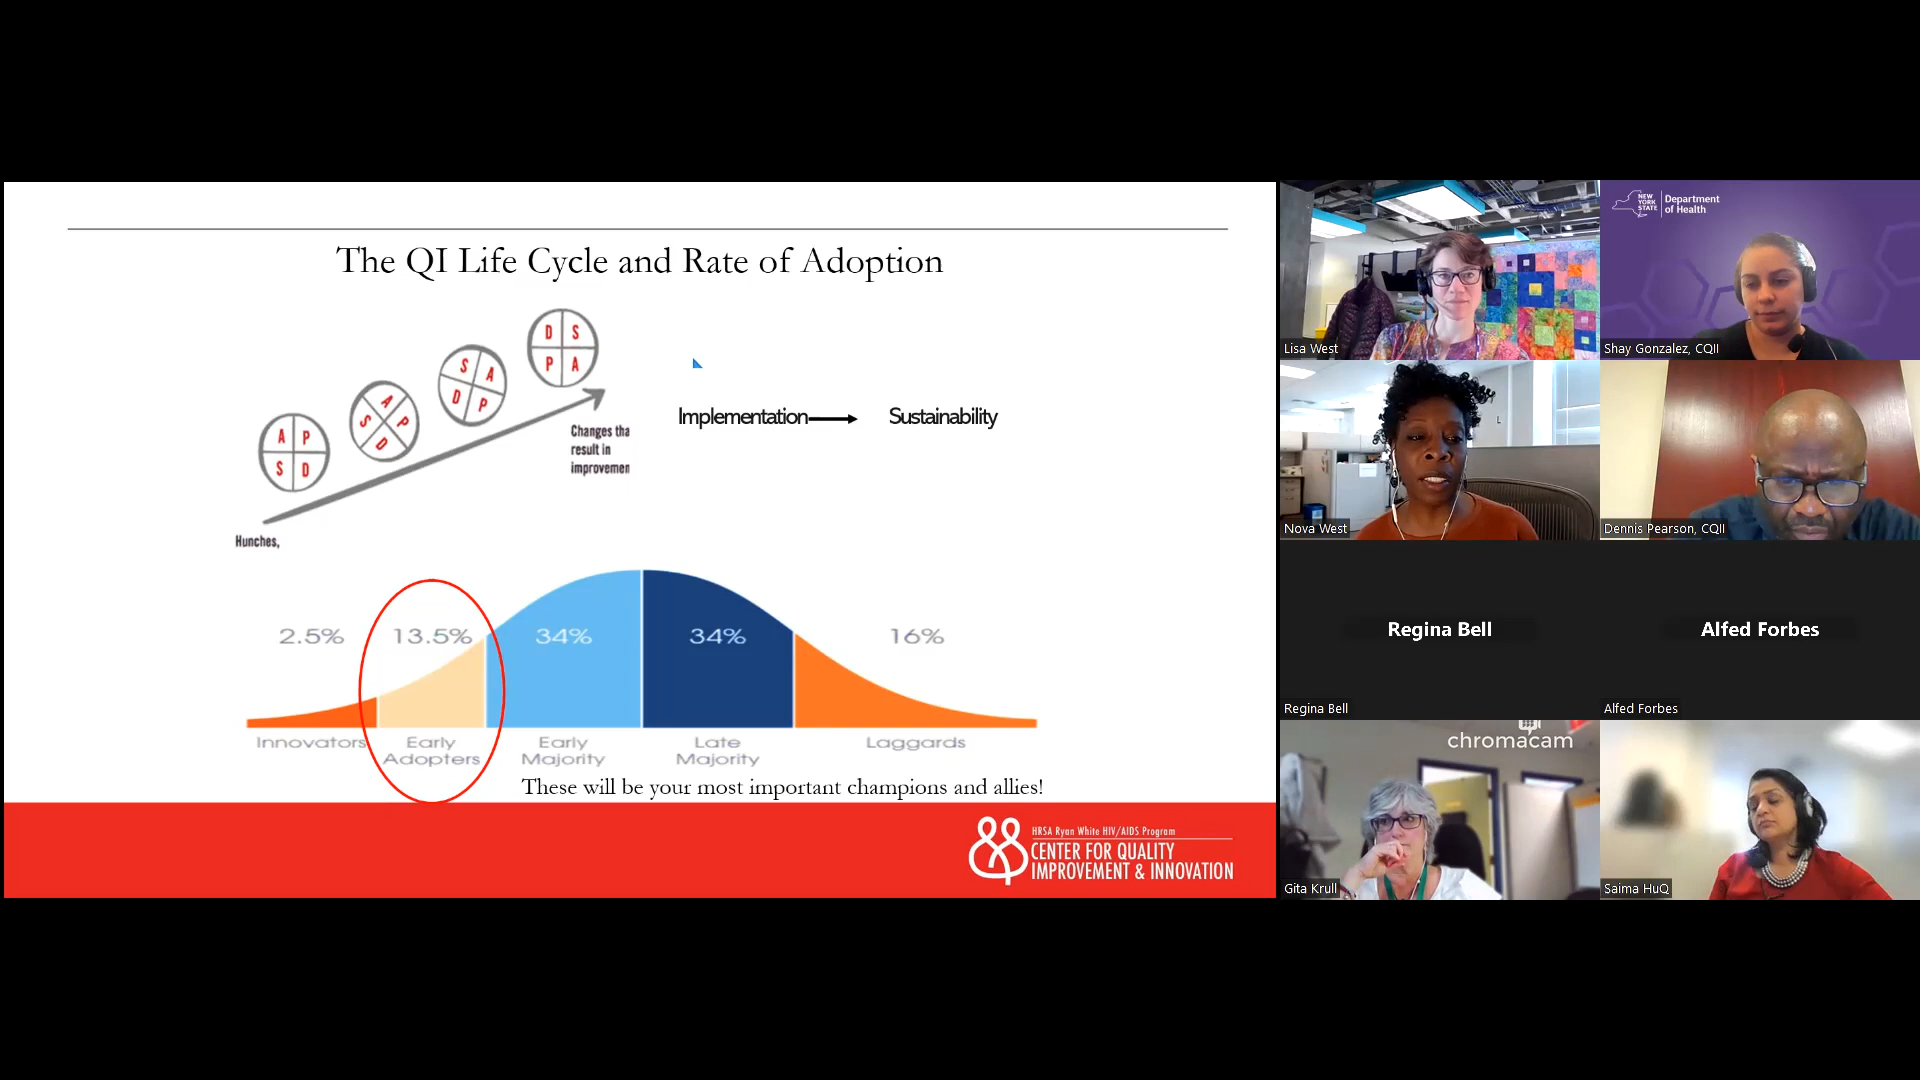 The QI Life Cycle and Rate of Adoption
D S
P A
S A
D P
A P
S D
A P
S D
Changes tha
result in
improvemen
Hunches,
Implementation
Sustainability
2.5%
13.5%
34%
34%
16%
Innovators
Early
Adopters
Early
Majority
Late
Majority
Laggards
These will be your most important champions and allies!
HRSA Ryan White HIV/AIDS Program
CENTER FOR QUALITY
IMPROVEMENT & INNOVATION
Lisa West
NEW
YORK
STATE
Department
of Health
Shay Gonzalez, CQII
Nova West
Dennis Pearson, CQII
Regina Bell
Regina Bell
Alfed Forbes
Alfed Forbes
chromacam
Gita Krull
Saima HuQ